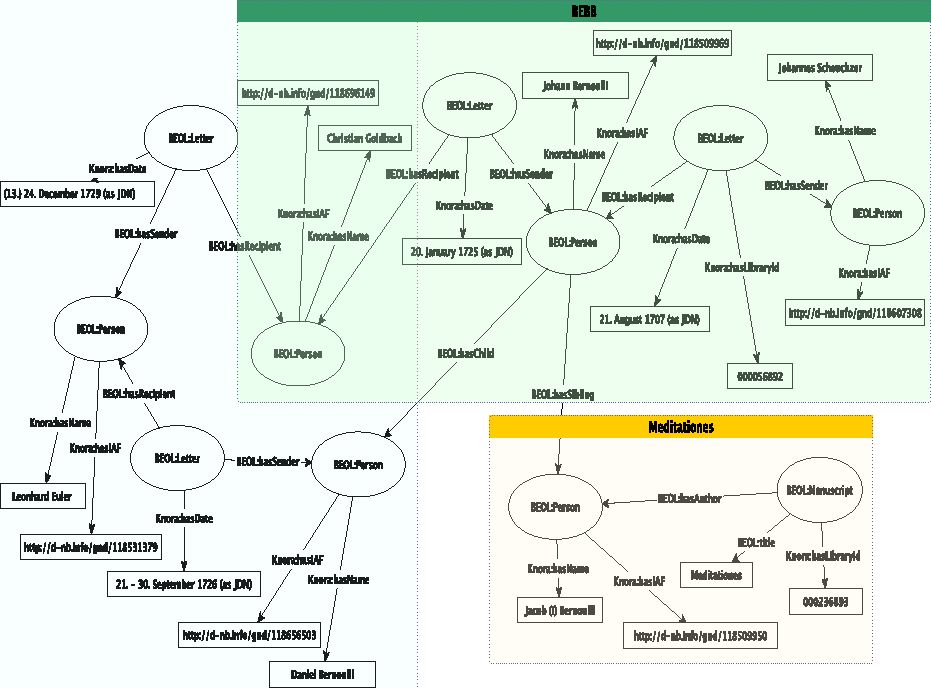 BEBB
http://d-nb.info/gnd/118509969
Johannes Scheuchzer
Johann Bernoulli
http://d-nb.info/gnd/118696149
BEOL:Letter
Christian Goldbach
Knora:hasIAF
Knora:hasName
BEOL:Letter
BEOL:Letter
Knora:hasName
Knora:hasDate
BEOL:hasRecipient
BEOL:hasSender
BEOL:hasSender
(13.) 24. December 1729 (as JDN)
BEOL:hasRecipient
Knora:hasDate
Knora:hasIAF
BEOL:Person
BEOL:hasSender
Knora:hasName
Knora:hasDate
BEOL:hasRecipient
BEOL:Person
20. January 1725 (as JDN)
Knora:hasLibraryId
Knora:hasIAF
http://d-nb.info/gnd/118607308
21. August 1707 (as JDN)
BEOL:Person
BEOL:Person
BEOL:hasChild
000056892
BEOL:hasRecipient
BEOL:hasSibling
Knora:hasName
Meditationes
Knora:hasIAF
BEOL:Letter
BEOL:hasSender
BEOL:Person
BEOL:Manuscript
Leonhard Euler
BEOL:hasAuthor
BEOL:Person
Knora:hasDate
BEOL:title
http://d-nb.info/gnd/118531379
Knora:hasLibraryId
Knora:hasIAF
Knora:hasName
Meditationes
Knora:hasName
Knora:hasIAF
21. - 30. September 1726 (as JDN)
Jacob (I) Bernoulli
http://d-nb.info/gnd/118656503
http://d-nb.info/gnd/118509950
Daniel Bernoulli